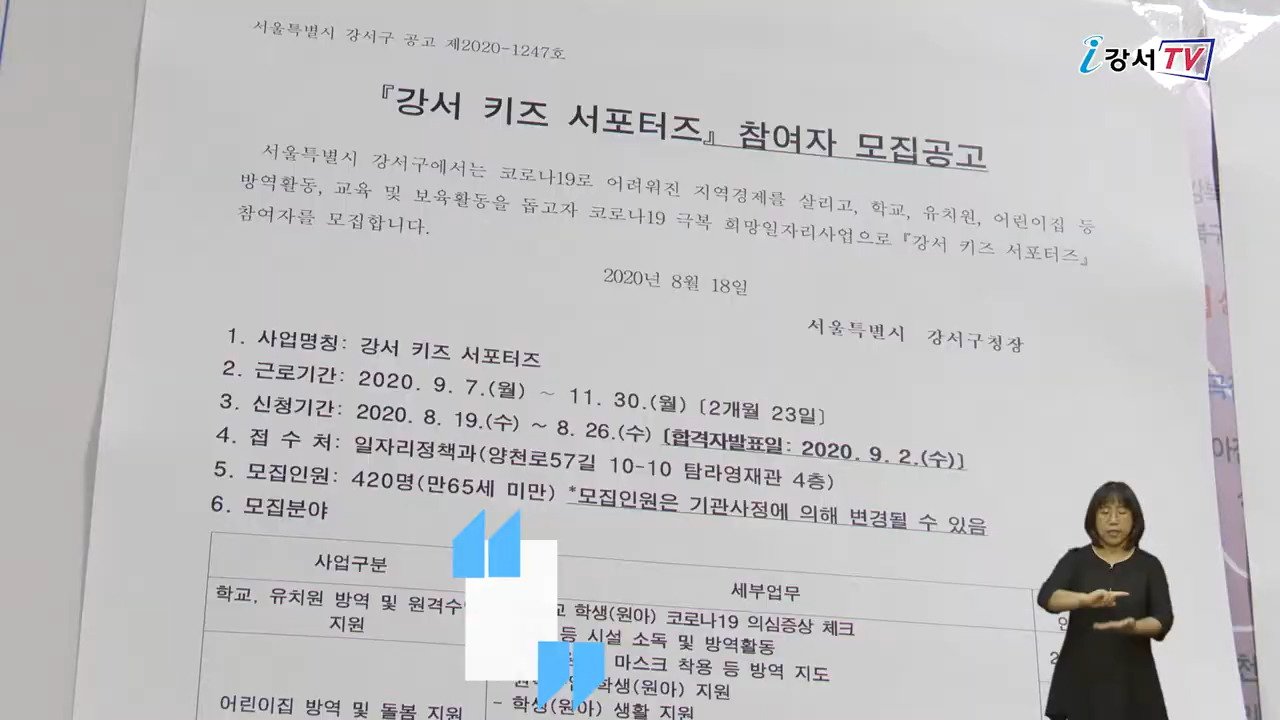 서울특별시 강서구 공고 제2020-1247호
i강서TV
『강서 키즈 서포터즈』 참여자 모집공고
서울특별시 강서구에서는 코로나19로 어려워진 지역경제를 살리고, 학교, 유치원, 어린이집 등
방역활동, 교육 및 보육활동을 돕고자 코로나19 극복 희망일자리사업으로 『강서 키즈 서포터즈』
참여자를 모집합니다.
2020년 8월 18일
서울특별시 강서구청장
1. 사업명칭: 강서 키즈 서포터즈
2. 근로기간: 2020. 9. 7.(월) ~ 11. 30.(월) [2개월 23일]
3. 신청기간: 2020. 8. 19.(수) ~ 8. 26.(수) [합격자발표일: 2020. 9. 2.(수)]
4. 접 수 처: 일자리정책과(양천로57길 10-10 탐라영재관 4층)
5. 모집인원: 420명(만65세 미만) *모집인원은 기관사정에 의해 변경될 수 있음
6. 모집분야
사업구분
세부업무
학교, 유치원 방역 및 원격수
지원
학생(원아) 코로나19 의심증상 체크
등 시설 소독 및 방역활동
마스크 착용 등 방역 지도
학생(원아) 지원
- 학생(원아) 생활 지원
어린이집 방역 및 돌봄 지원